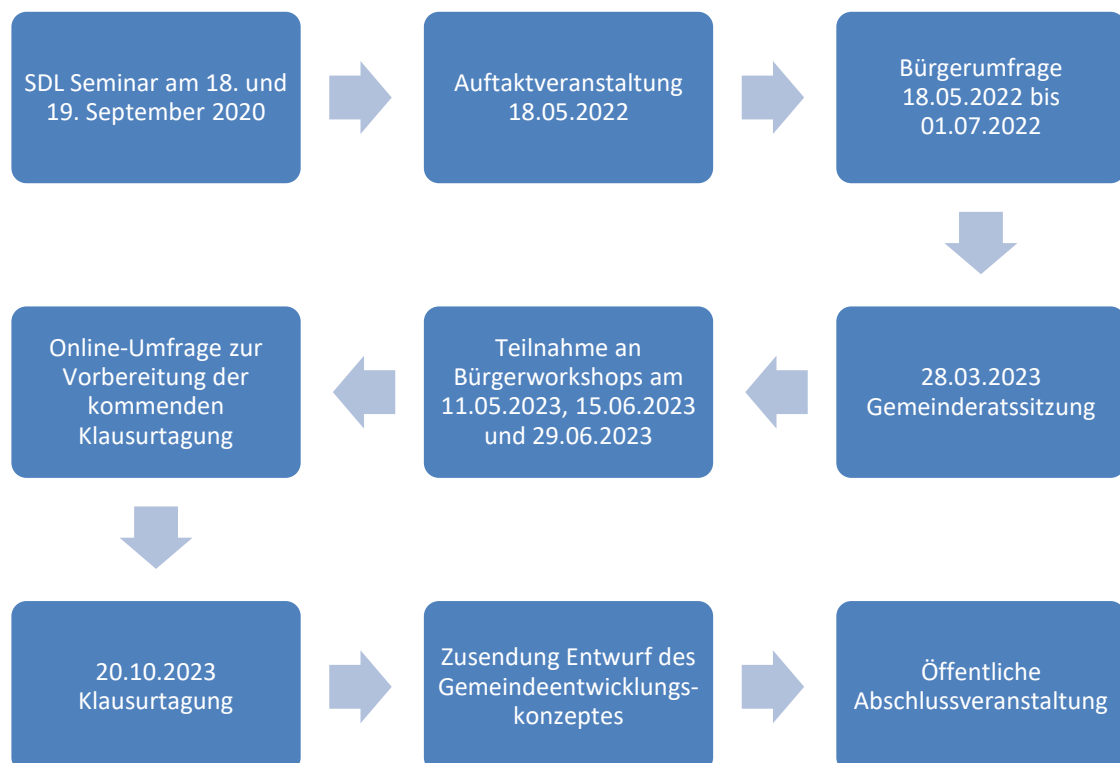 SDL Seminar am 18. und
19. September 2020
Auftaktveranstaltung
18.05.2022
Bürgerumfrage
18.05.2022 bis
01.07.2022
28.03.2023
Gemeinderatssitzung
Teilnahme an
Bürgerworkshops am
11.05.2023, 15.06.2023
und 29.06.2023
Online-Umfrage zur
Vorbereitung der
kommenden
Klausurtagung
20.10.2023
Klausurtagung
Zusendung Entwurf des
Gemeindeentwicklungs-
konzeptes
Öffentliche
Abschlussveranstaltung